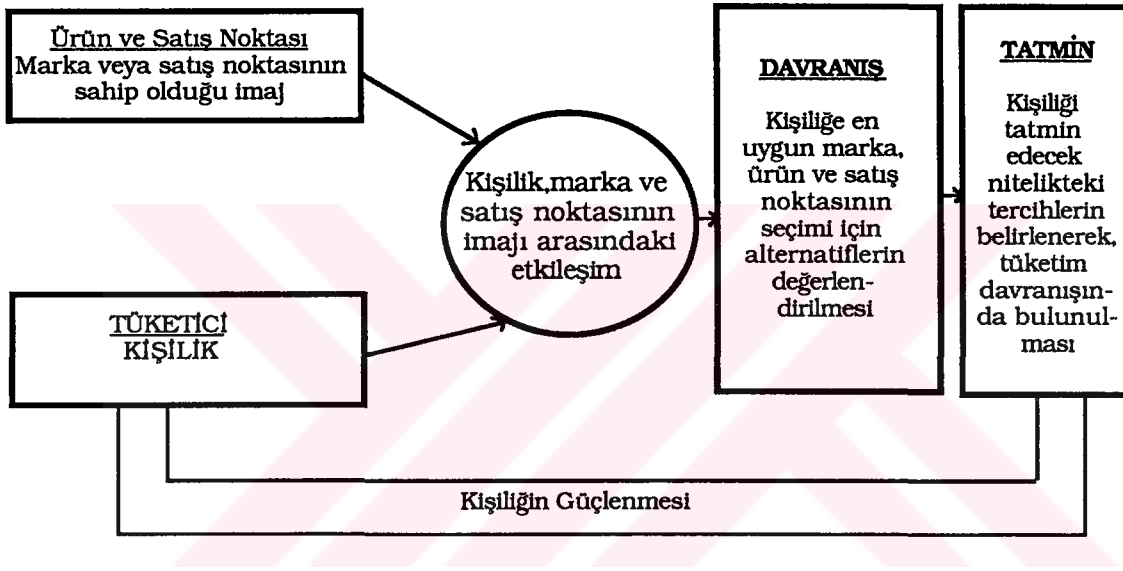 Ürün ve Satış Noktası
Marka veya satış noktasının
sahip olduğu imaj
TÜKETİCİ
KİŞİLİK
Kişilik,marka ve
satış noktasının
imajı arasındaki
etkileşim
DAVRANIŞ
Kişiliğe en
uygun marka,
ürün ve satış
noktasının
seçimi için
alternatiflerin
değerlen-
dirilmesi
TATMİN
Kişiliği
tatmin
edecek
nitelikteki
tercihlerin
belirlenerek,
tüketim
davranışın-
da bulunul-
ması
Kişiliğin Güçlenmesi